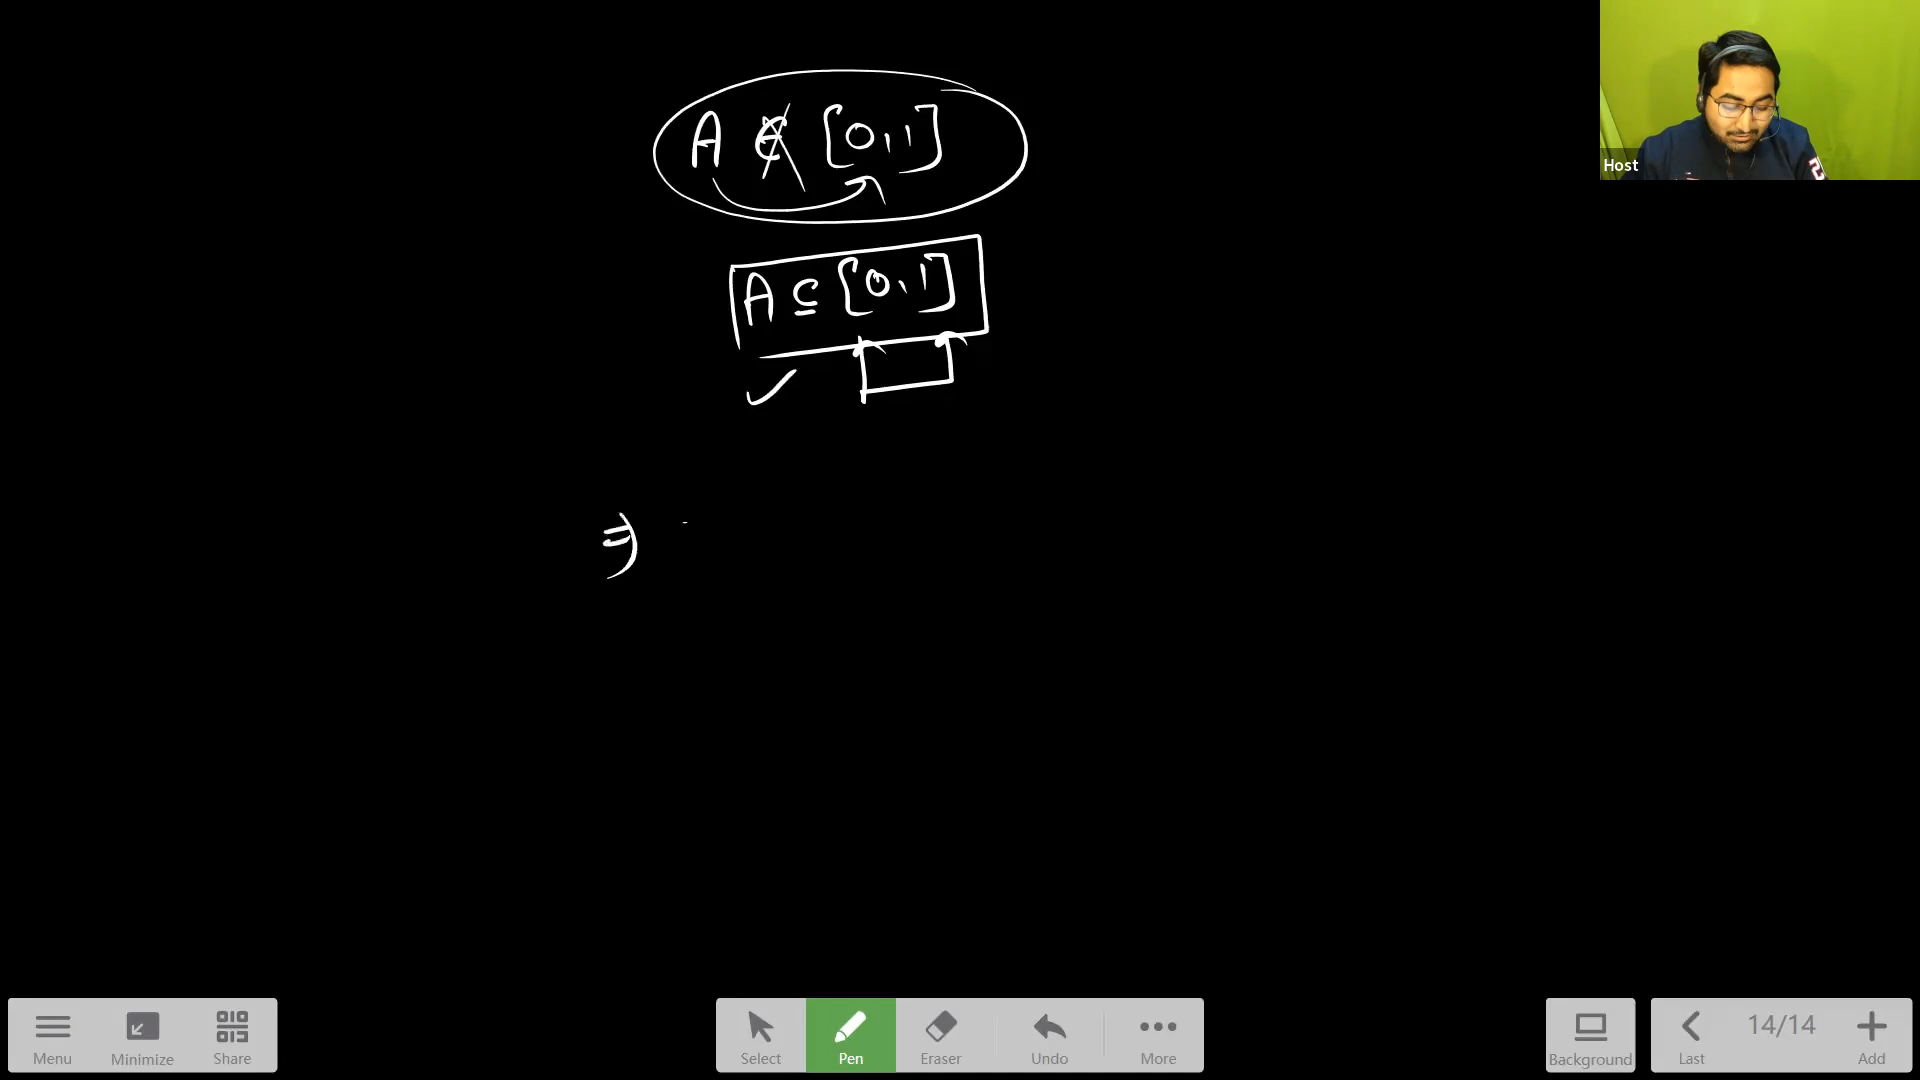 A ∈ [0,1]
A ⊆ [0,1]
✓
⇒
Host
Menu
Minimize
Share
Select
Pen
Eraser
Undo
More
Background
14/14
Last
Add